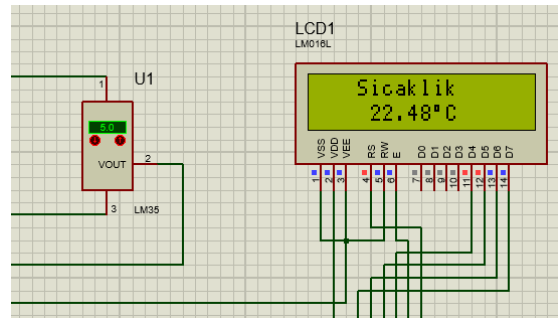 LCD1
LM016L
Sicaklik
22.48°C
U1
1
5.0
VOUT
2
3
LM35
VSS
VDD
VEE
RS
RW
E
D0
D1
D2
D3
D4
D5
D6
D7
1
2
3
4
5
6
7
8
9
10
11
12
13
14